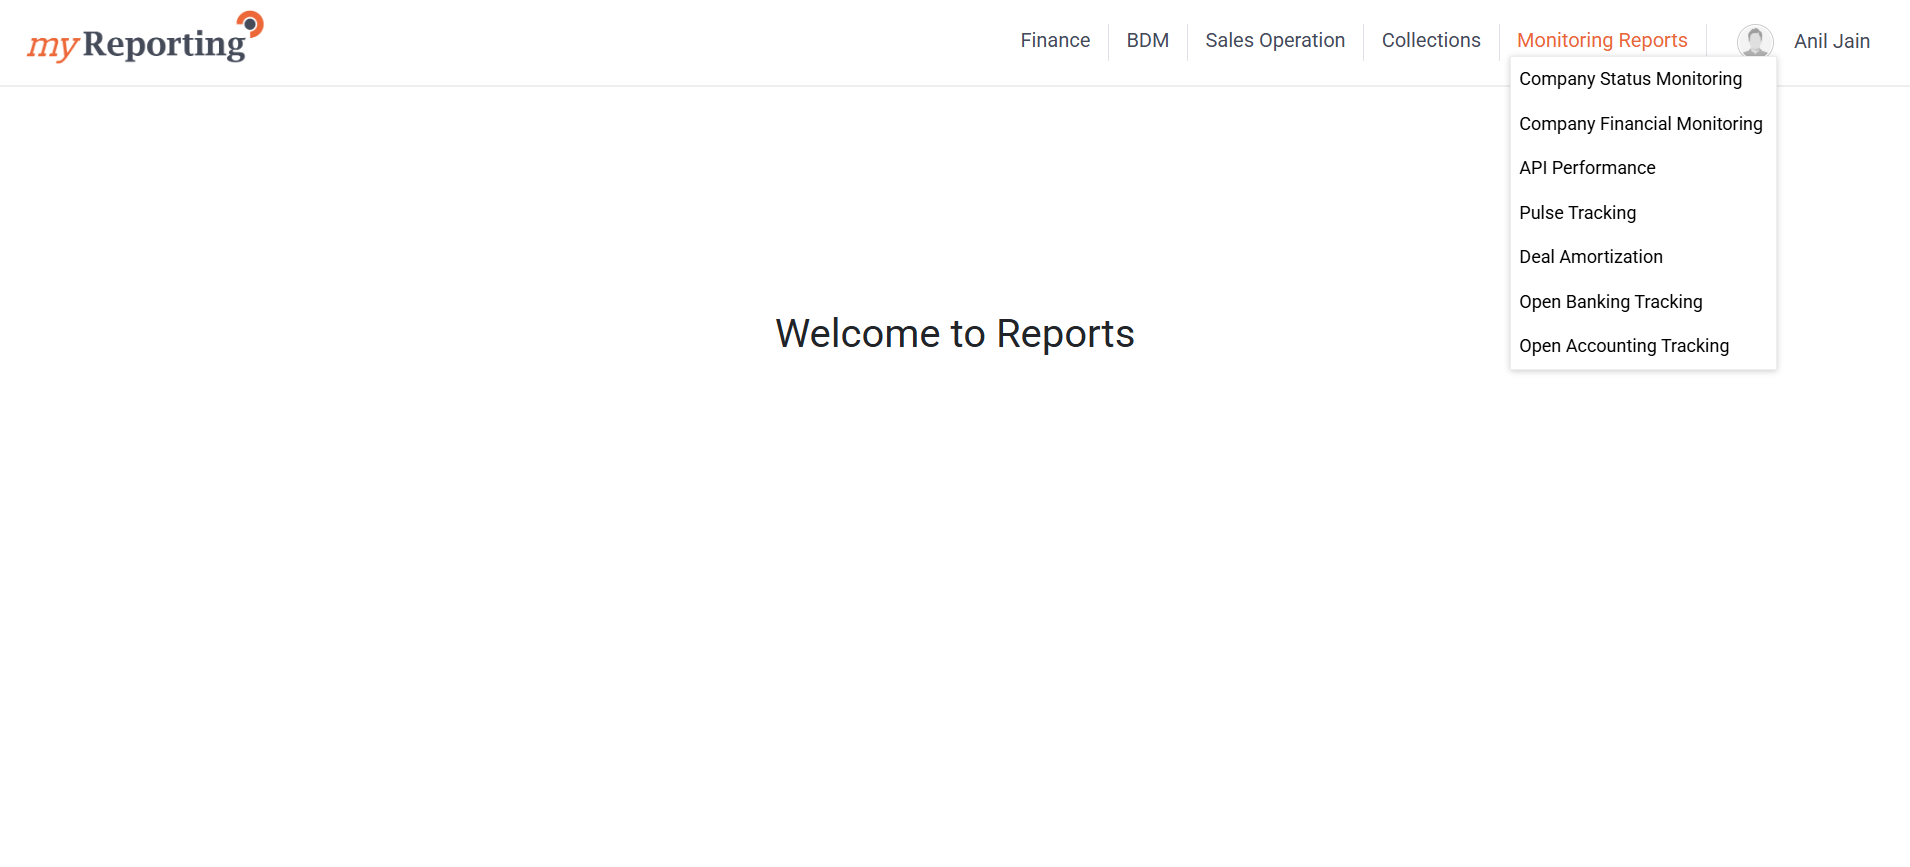 myReporting
Finance
BDM
Sales Operation
Collections
Monitoring Reports
Anil Jain
Company Status Monitoring
Company Financial Monitoring
API Performance
Pulse Tracking
Deal Amortization
Open Banking Tracking
Open Accounting Tracking
Welcome to Reports